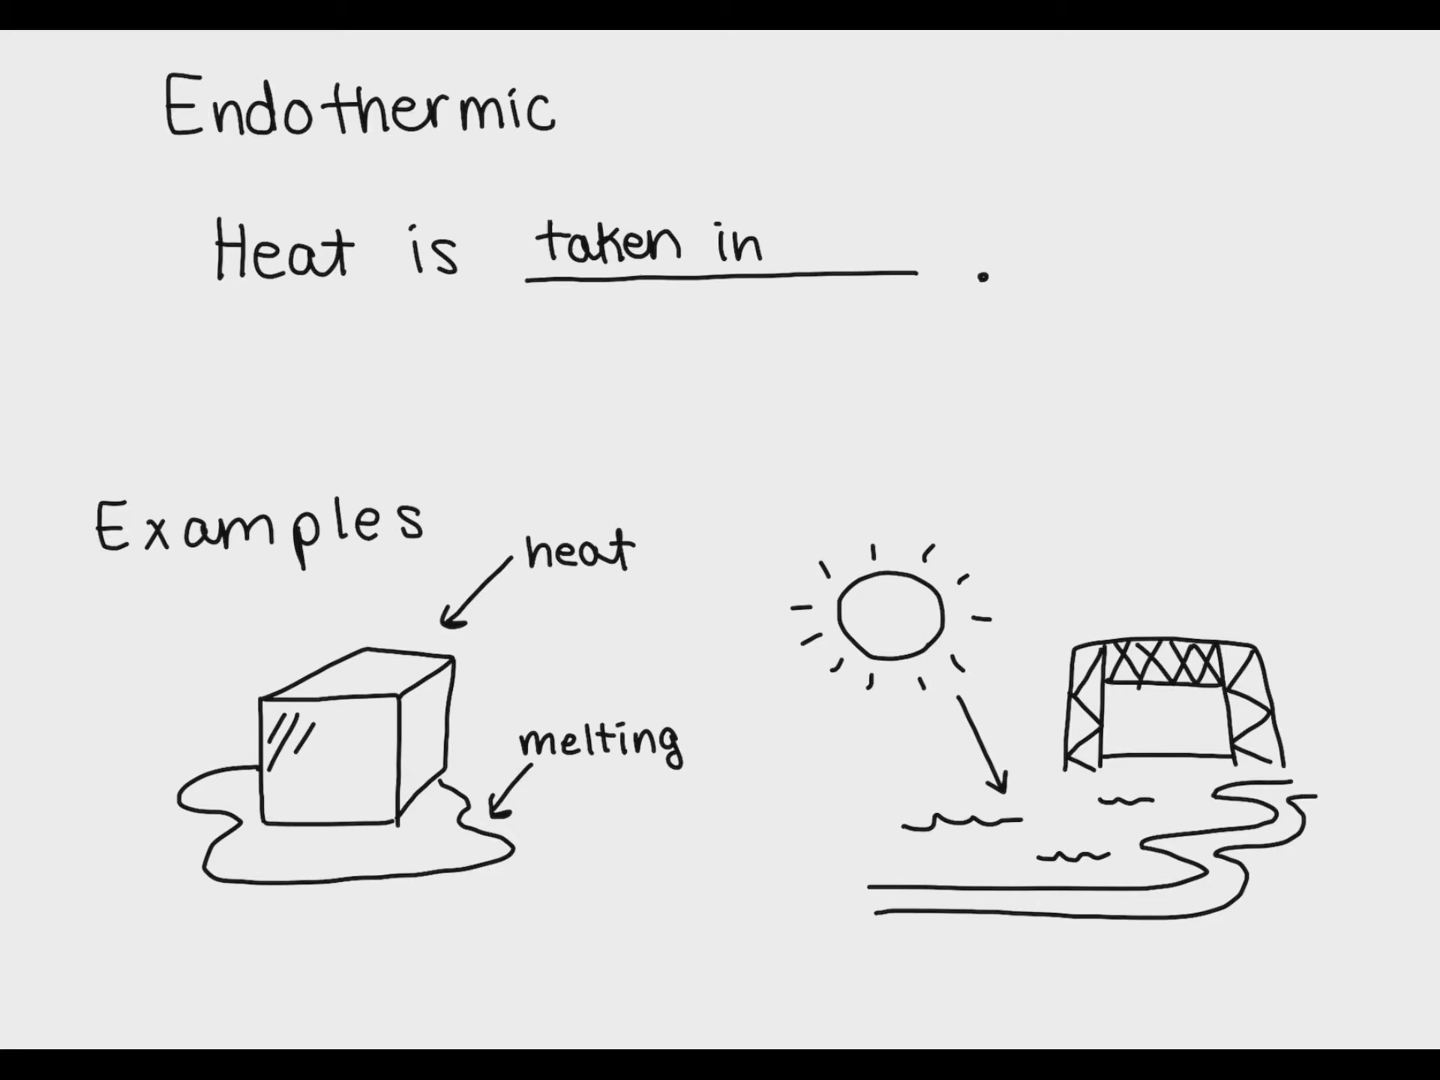 Endothermic
Heat is taken in .
Examples
heat
melting